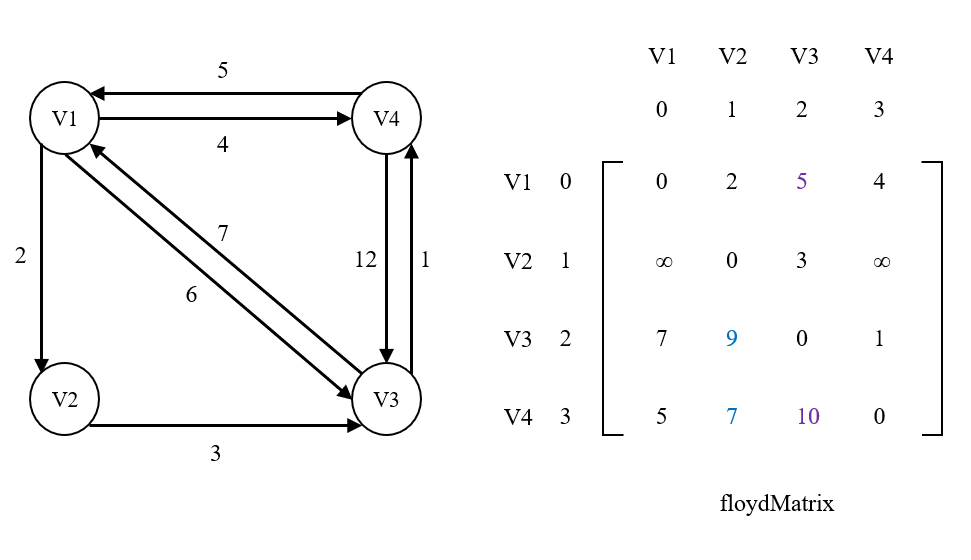 5
V1
V4
4
7
2
12
1
6
V2
V3
3
V1 V2 V3 V4
0 1 2 3
V1 0 0 2 5 4
V2 1 ∞ 0 3 ∞
V3 2 7 9 0 1
V4 3 5 7 10 0
floydMatrix